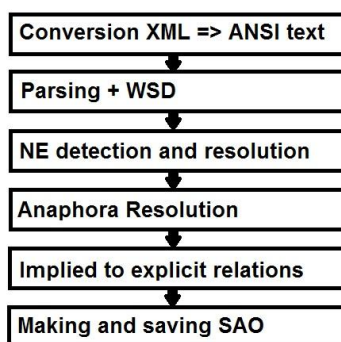 Conversion XML => ANSI text
Parsing + WSD
NE detection and resolution
Anaphora Resolution
Implied to explicit relations
Making and saving SAO